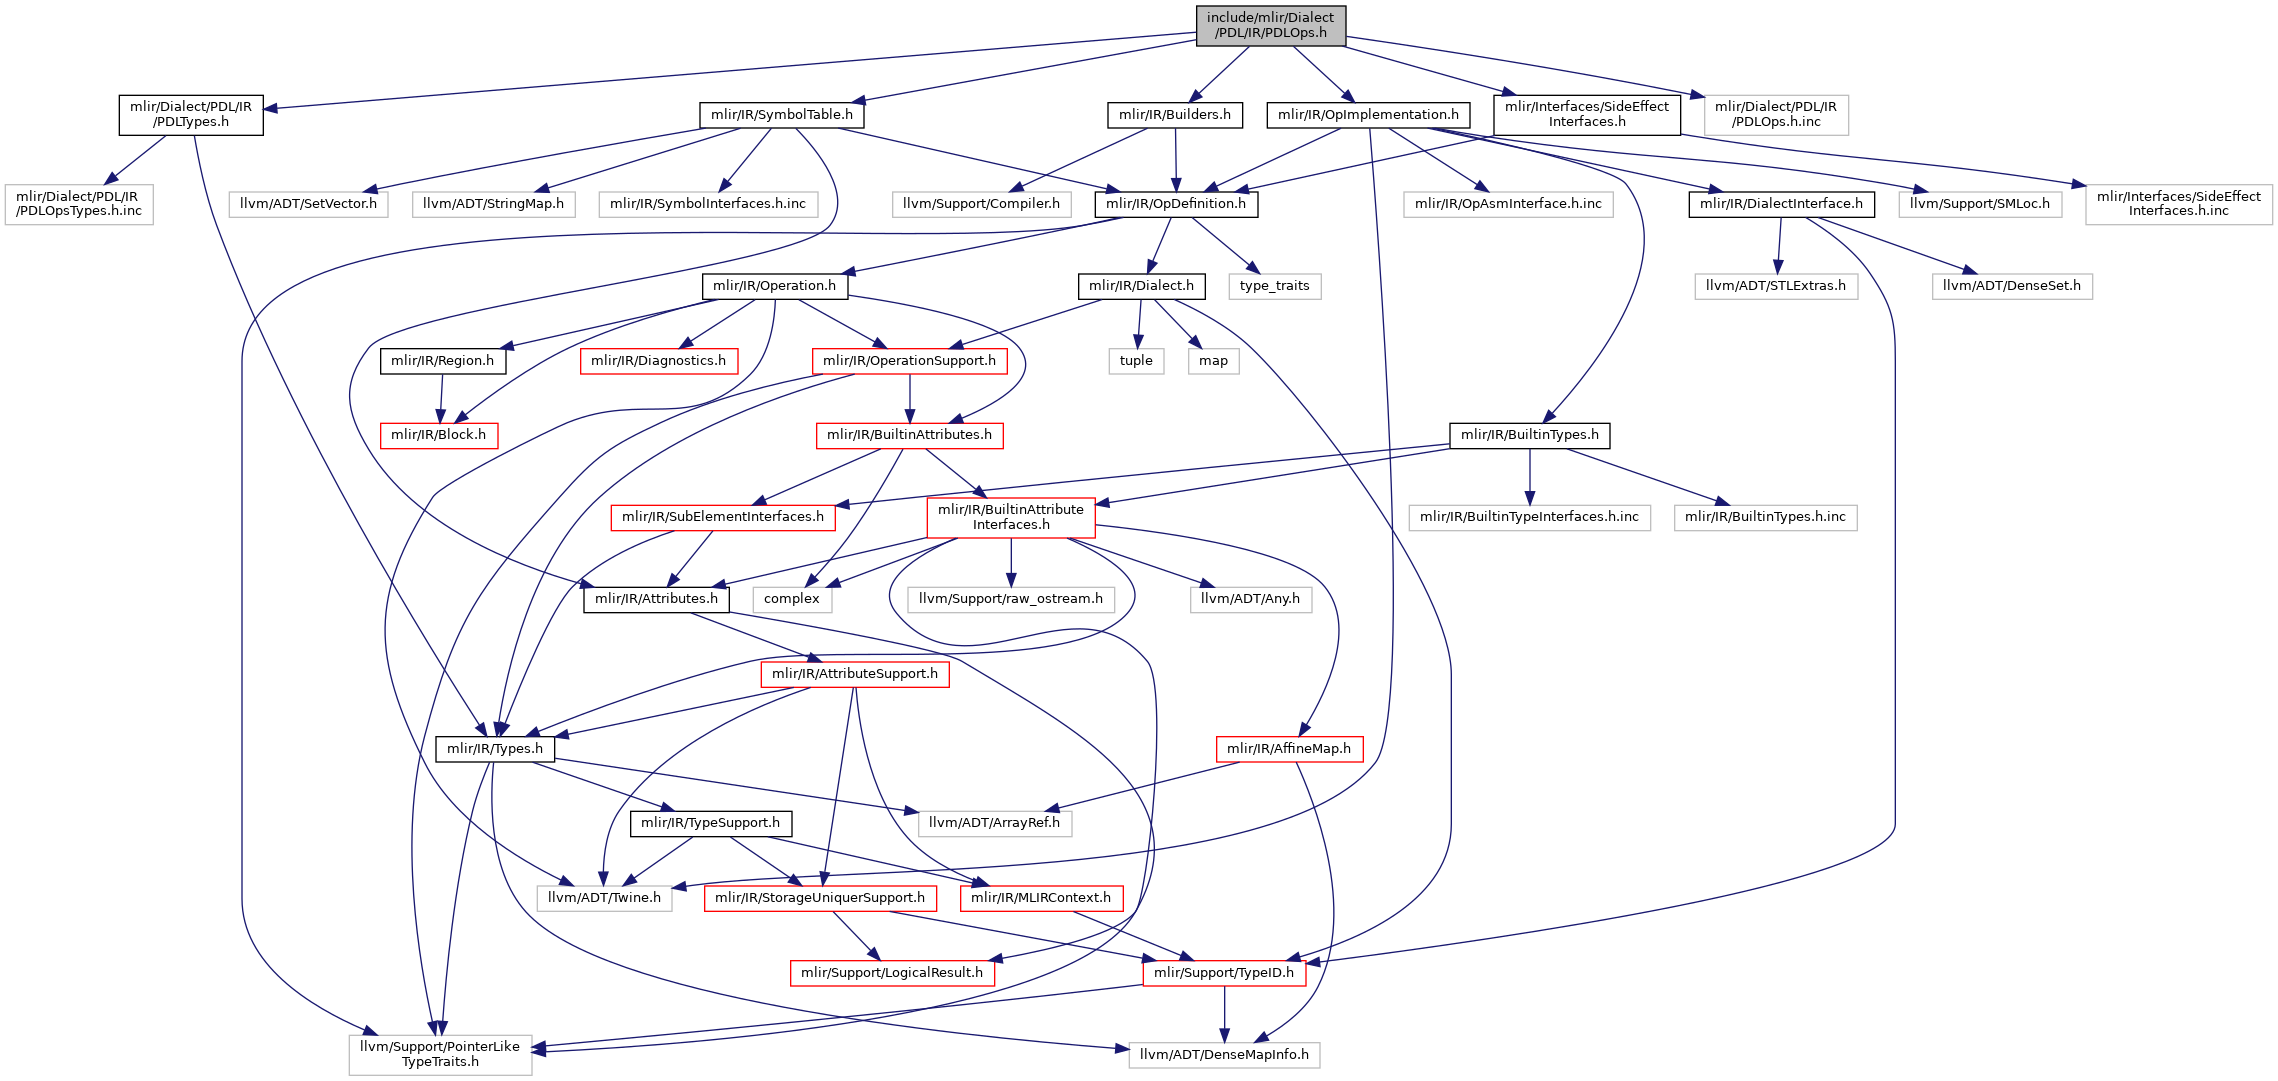 include/mlir/Dialect
/PDL/IR/PDLOps.h
mlir/Dialect/PDL/IR
/PDLTypes.h
mlir/IR/SymbolTable.h
mlir/IR/Builders.h
mlir/IR/OpImplementation.h
mlir/Interfaces/SideEffect
Interfaces.h
mlir/Dialect/PDL/IR
/PDLOps.h.inc
mlir/Dialect/PDL/IR
/PDLOpsTypes.h.inc
llvm/ADT/SetVector.h
llvm/ADT/StringMap.h
mlir/IR/SymbolInterfaces.h.inc
llvm/Support/Compiler.h
mlir/IR/OpDefinition.h
mlir/IR/OpAsmInterface.h.inc
mlir/IR/DialectInterface.h
llvm/Support/SMLoc.h
mlir/Interfaces/SideEffect
Interfaces.h.inc
mlir/IR/Operation.h
mlir/IR/Dialect.h
type_traits
llvm/ADT/STLExtras.h
llvm/ADT/DenseSet.h
mlir/IR/Region.h
mlir/IR/Diagnostics.h
mlir/IR/OperationSupport.h
tuple
map
mlir/IR/Block.h
mlir/IR/BuiltinAttributes.h
mlir/IR/BuiltinTypes.h
mlir/IR/SubElementInterfaces.h
mlir/IR/BuiltinAttribute
Interfaces.h
mlir/IR/BuiltinTypeInterfaces.h.inc
mlir/IR/BuiltinTypes.h.inc
mlir/IR/Attributes.h
complex
llvm/Support/raw_ostream.h
llvm/ADT/Any.h
mlir/IR/AttributeSupport.h
mlir/IR/Types.h
mlir/IR/AffineMap.h
mlir/IR/TypeSupport.h
llvm/ADT/ArrayRef.h
llvm/ADT/Twine.h
mlir/IR/StorageUniquerSupport.h
mlir/IR/MLIRContext.h
mlir/Support/LogicalResult.h
mlir/Support/TypeID.h
llvm/Support/PointerLike
TypeTraits.h
llvm/ADT/DenseMapInfo.h